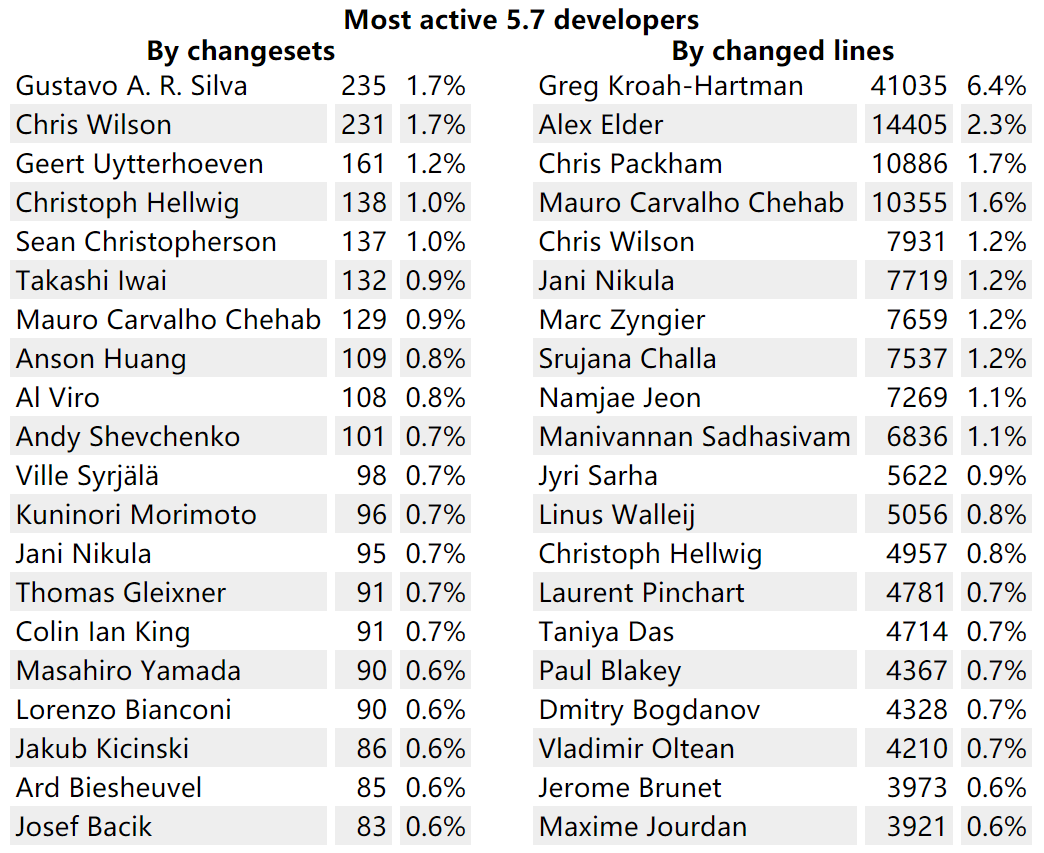 Most active 5.7 developers
By changesets
Gustavo A. R. Silva 235 1.7%
Chris Wilson 231 1.7%
Geert Uytterhoeven 161 1.2%
Christoph Hellwig 138 1.0%
Sean Christopherson 137 1.0%
Takashi Iwai 132 0.9%
Mauro Carvalho Chehab 129 0.9%
Anson Huang 109 0.8%
Al Viro 108 0.8%
Andy Shevchenko 101 0.7%
Ville Syrjälä 98 0.7%
Kuninori Morimoto 96 0.7%
Jani Nikula 95 0.7%
Thomas Gleixner 91 0.7%
Colin Ian King 91 0.7%
Masahiro Yamada 90 0.6%
Lorenzo Bianconi 90 0.6%
Jakub Kicinski 86 0.6%
Ard Biesheuvel 85 0.6%
Josef Bacik 83 0.6%
By changed lines
Greg Kroah-Hartman 41035 6.4%
Alex Elder 14405 2.3%
Chris Packham 10886 1.7%
Mauro Carvalho Chehab 10355 1.6%
Chris Wilson 7931 1.2%
Jani Nikula 7719 1.2%
Marc Zyngier 7659 1.2%
Srujana Challa 7537 1.2%
Namjae Jeon 7269 1.1%
Manivannan Sadhasivam 6836 1.1%
Jyri Sarha 5622 0.9%
Linus Walleij 5056 0.8%
Christoph Hellwig 4957 0.8%
Laurent Pinchart 4781 0.7%
Taniya Das 4714 0.7%
Paul Blakey 4367 0.7%
Dmitry Bogdanov 4328 0.7%
Vladimir Oltean 4210 0.7%
Jerome Brunet 3973 0.6%
Maxime Jourdan 3921 0.6%